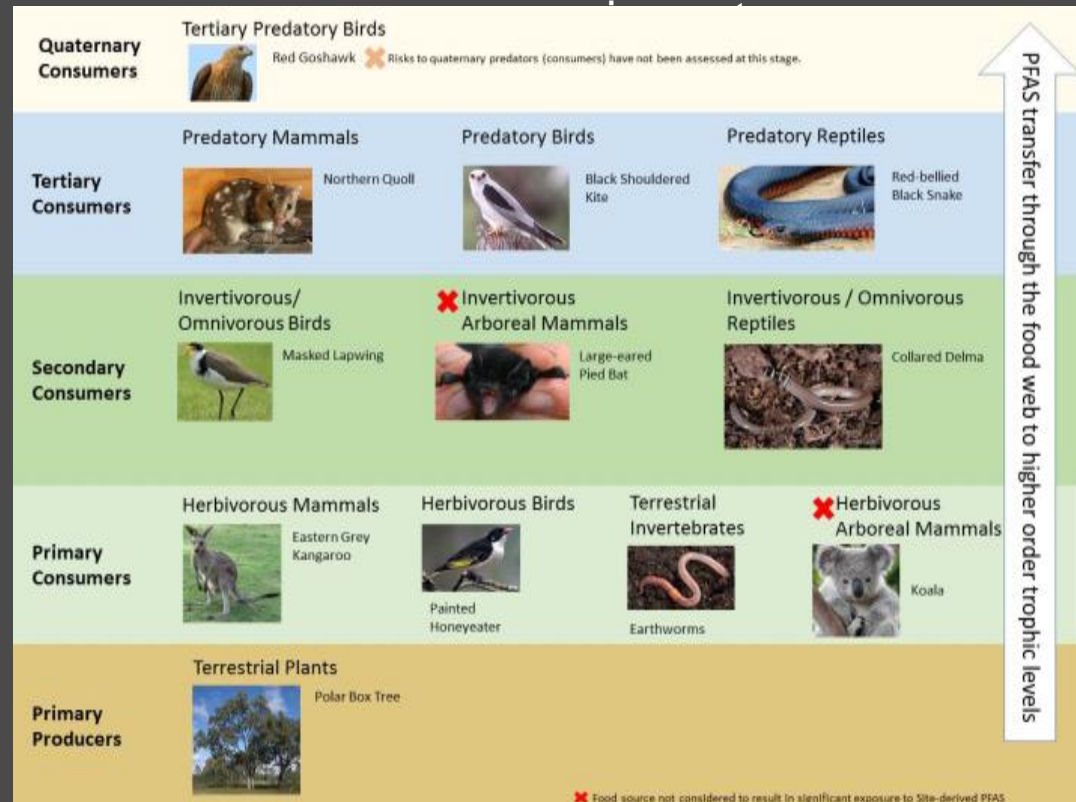 Quaternary
Consumers
Tertiary Predatory Birds
Red Goshawk
Risks to quaternary predators (consumers) have not been assessed at this stage.
Tertiary
Consumers
Predatory Mammals
Northern Quoll
Predatory Birds
Black Shouldered
Kite
Predatory Reptiles
Red-bellied
Black Snake
Secondary
Consumers
Invertivorous/
Omnivorous Birds
Masked Lapwing
Invertivorous
Arboreal Mammals
Large-eared
Pied Bat
Invertivorous / Omnivorous
Reptiles
Collared Delma
Primary
Consumers
Herbivorous Mammals
Eastern Grey
Kangaroo
Herbivorous Birds
Painted
Honeyeater
Terrestrial
Invertebrates
Earthworms
Herbivorous
Arboreal Mammals
Koala
Primary
Producers
Terrestrial Plants
Polar Box Tree
PFAS transfer through the food web to higher order trophic levels
Food source not considered to result in significant exposure to Site-derived PFAS